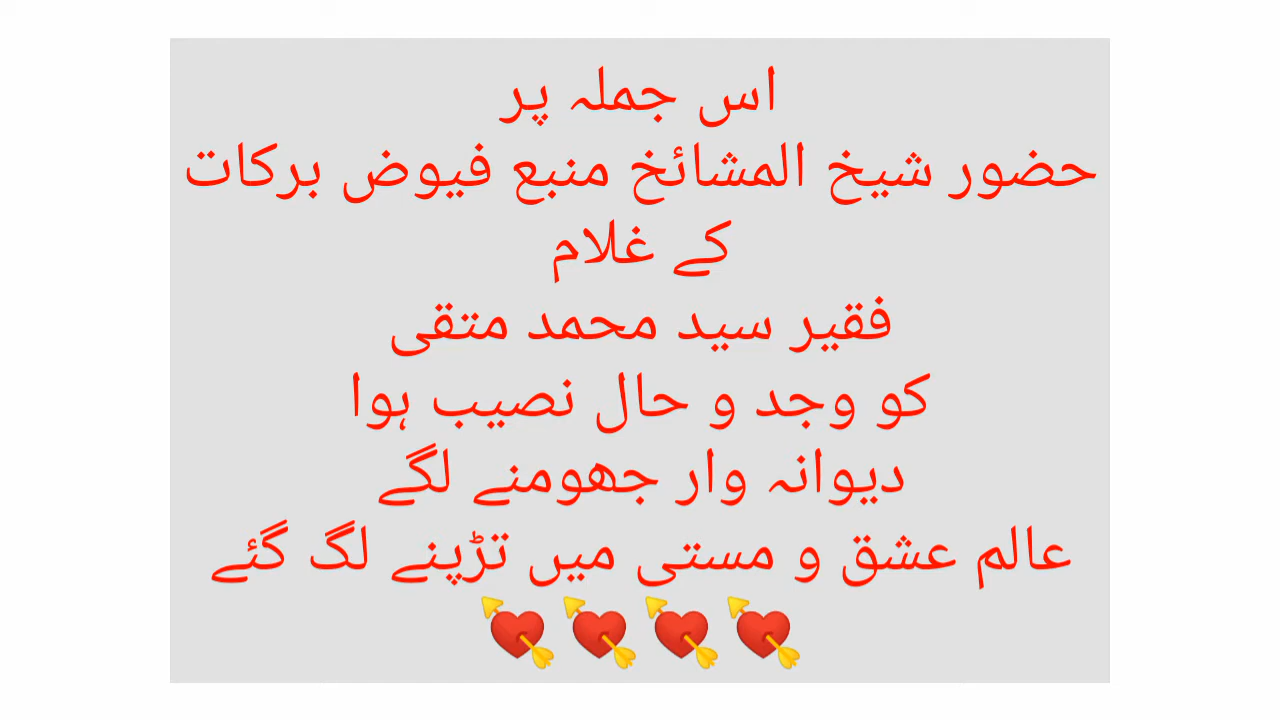 اس جملہ پر
حضور شیخ المشائخ منبع فیوض برکات
کے غلام
فقیر سید محمد متقی
کو وجد و حال نصیب ہوا
دیوانہ وار جھومنے لگے
عالم عشق و مستی میں تڑپنے لگ گئے
💘💘💘💘